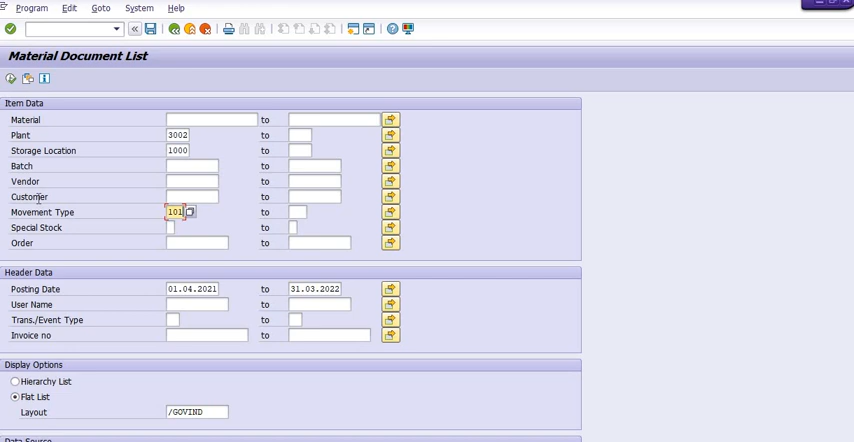 Program Edit Goto System Help
Material Document List
Item Data
Material to
Plant 3002 to
Storage Location 1000 to
Batch to
Vendor to
Customer to
Movement Type 101 to
Special Stock to
Order to
Header Data
Posting Date 01.04.2021 to 31.03.2022
User Name to
Trans./Event Type to
Invoice no to
Display Options
Hierarchy List
Flat List
Layout /GOVIND
Data Source